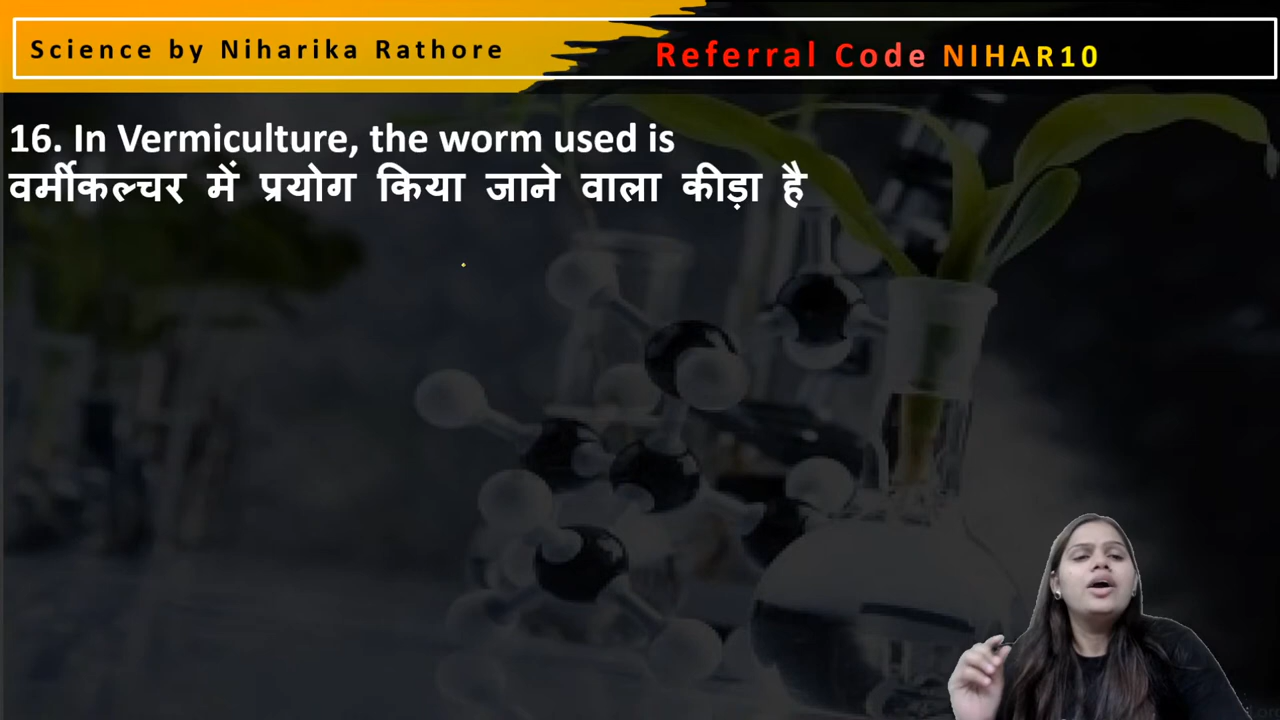 Science by Niharika Rathore
Referral Code NIHAR10
16. In Vermiculture, the worm used is
वर्मीकल्चर में प्रयोग किया जाने वाला कीड़ा है